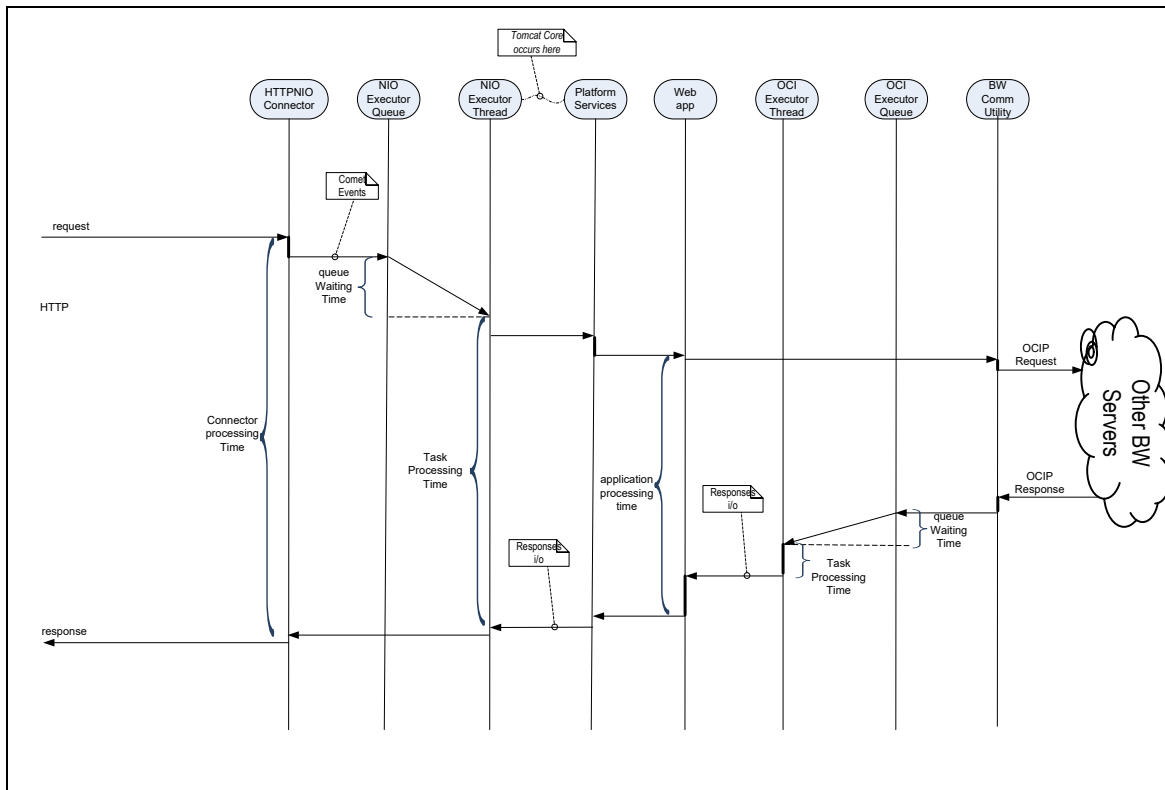 Tomcat Core
occurs here
HTTPNIO
Connector
NIO
Executor
Queue
NIO
Executor
Thread
Platform
Services
Web
app
OCI
Executor
Thread
OCI
Executor
Queue
BW
Comm
Utility
Comet
Events
request
queue
Waiting
Time
HTTP
OCIP
Request
Other BW
Servers
Connector
processing
Time
Task
Processing
Time
application
processing
time
Responses
i/o
OCIP
Response
queue
Waiting
Time
Responses
i/o
Task
Processing
Time
response